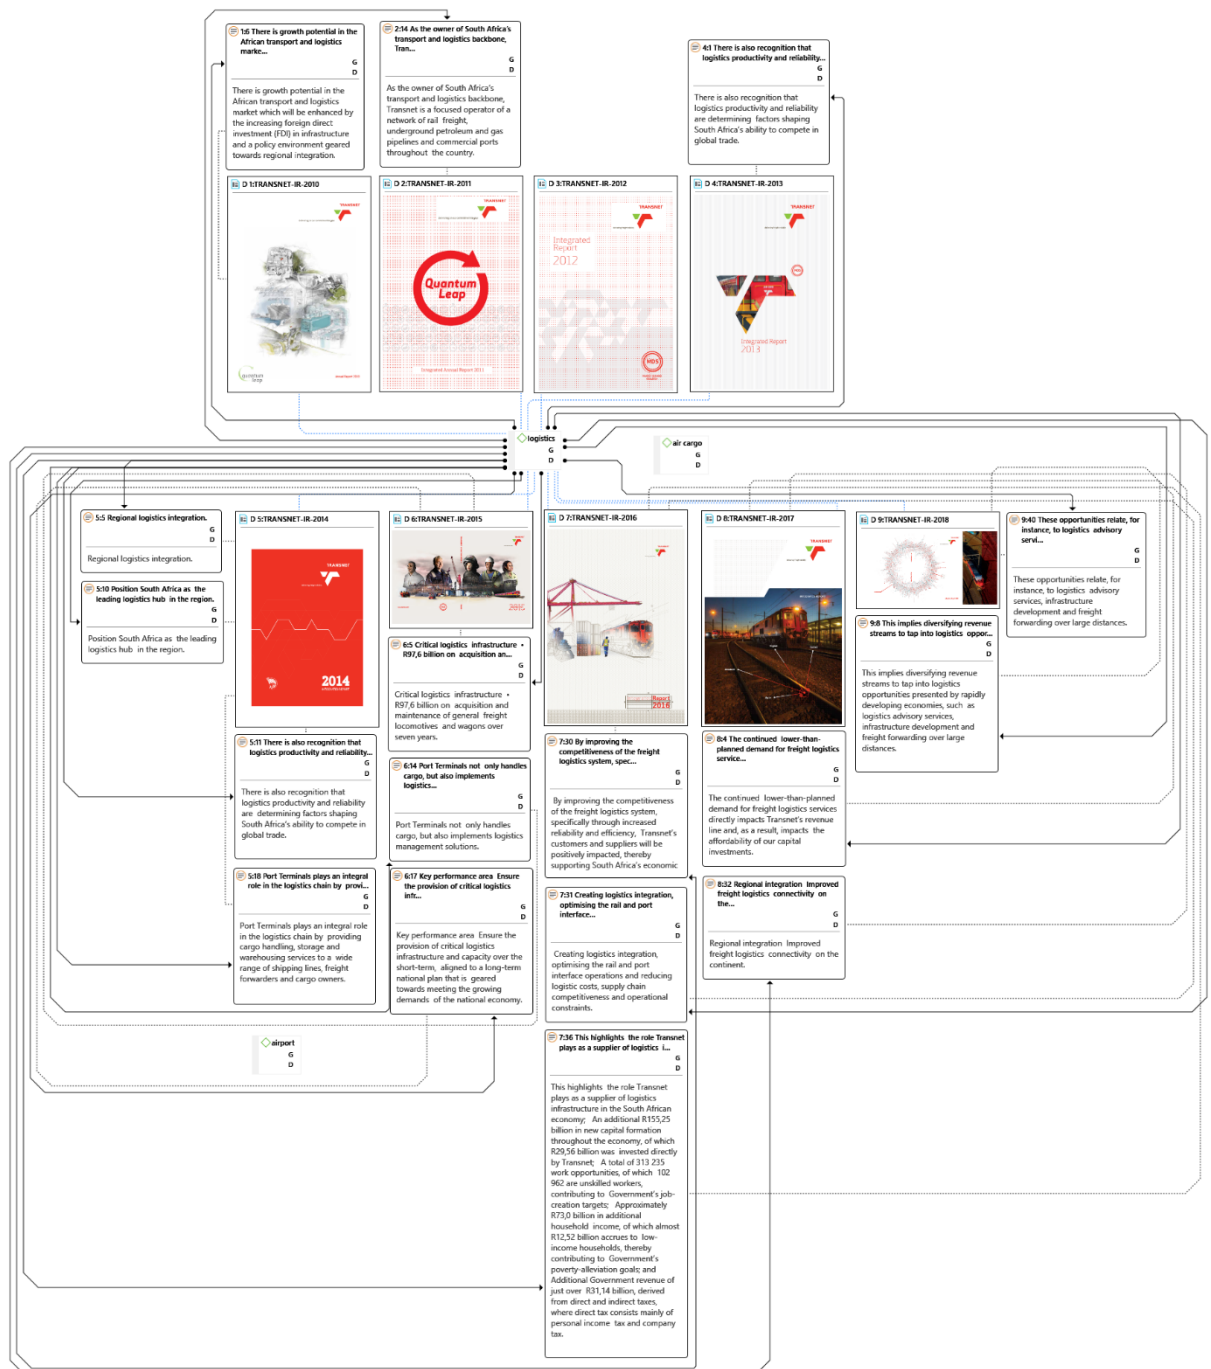 1:6 There is growth potential in the
African transport and logistics
marke...
G
D
There is growth potential in the
African transport and logistics
market which will be enhanced by
the increasing foreign direct
investment (FDI) in infrastructure
and a policy environment geared
towards regional integration.
2:14 As the owner of South Africa's
transport and logistics backbone,
Tran...
G
D
As the owner of South Africa's
transport and logistics backbone,
Transnet is a focused operator of a
network of rail freight,
underground petroleum and gas
pipelines and commercial ports
throughout the country.
4:1 There is also recognition that
logistics productivity and reliability...
G
D
There is also recognition that
logistics productivity and reliability
are determining factors shaping
South Africa's ability to compete in
global trade.
D 1:TRANSNET-IR-2010
TRANSNET
quantum
leap
D 2:TRANSNET-IR-2011
TRANSNET
Quantum
Leap
Integrated Annual Report 2011
D 3:TRANSNET-IR-2012
TRANSNET
Integrated
Report
2012
MDS
D 4:TRANSNET-IR-2013
TRANSNET
MDS
Integrated Report
2013
logistics
G
D
air cargo
G
D
5:5 Regional logistics integration.
G
D
Regional logistics integration.
5:10 Position South Africa as the
leading logistics hub in the region.
G
D
Position South Africa as the leading
logistics hub in the region.
D 5:TRANSNET-IR-2014
TRANSNET
2014
D 6:TRANSNET-IR-2015
2015
D 7:TRANSNET-IR-2016
Report
2016
D 8:TRANSNET-IR-2017
D 9:TRANSNET-IR-2018
9:40 These opportunities relate, for
instance, to logistics advisory
servi...
G
D
These opportunities relate, for
instance, to logistics advisory
services, infrastructure
development and freight
forwarding over large distances.
9:8 This implies diversifying revenue
streams to tap into logistics oppor...
G
D
This implies diversifying revenue
streams to tap into logistics
opportunities presented by rapidly
developing economies, such as
logistics advisory services,
infrastructure development and
freight forwarding over large
distances.
6:5 Critical logistics infrastructure •
R97,6 billion on acquisition an...
G
D
Critical logistics infrastructure •
R97,6 billion on acquisition and
maintenance of general freight
locomotives and wagons over
seven years.
5:11 There is also recognition that
logistics productivity and reliability...
G
D
There is also recognition that
logistics productivity and reliability
are determining factors shaping
South Africa's ability to compete in
global trade.
6:14 Port Terminals not only handles
cargo, but also implements
logistics...
G
D
Port Terminals not only handles
cargo, but also implements logistics
management solutions.
7:30 By improving the
competitiveness of the freight
logistics system, spec...
G
D
By improving the competitiveness
of the freight logistics system,
specifically through increased
reliability and efficiency, Transnet's
customers and suppliers will be
positively impacted, thereby
supporting South Africa's economic
8:4 The continued lower-than-
planned demand for freight logistics
service...
G
D
The continued lower-than-planned
demand for freight logistics services
directly impacts Transnet's revenue
line and, as a result, impacts the
affordability of our capital
investments.
5:18 Port Terminals plays an integral
role in the logistics chain by provi...
G
D
Port Terminals plays an integral role
in the logistics chain by providing
cargo handling, storage and
warehousing services to a wide
range of shipping lines, freight
forwarders and cargo owners.
6:17 Key performance area Ensure
the provision of critical logistics
infr...
G
D
Key performance area Ensure the
provision of critical logistics
infrastructure and capacity over the
short-term, aligned to a long-term
national plan that is geared
towards meeting the growing
demands of the national economy.
7:31 Creating logistics integration,
optimising the rail and port
interface...
G
D
Creating logistics integration,
optimising the rail and port
interface operations and reducing
logistic costs, supply chain
competitiveness and operational
constraints.
8:32 Regional integration Improved
freight logistics connectivity on
the...
G
D
Regional integration Improved
freight logistics connectivity on the
continent.
airport
G
D
7:36 This highlights the role Transnet
plays as a supplier of logistics i...
G
D
This highlights the role Transnet
plays as a supplier of logistics
infrastructure in the South African
economy; An additional R155,25
billion in new capital formation
throughout the economy, of which
R29,56 billion was invested directly
by Transnet; A total of 313 235
work opportunities, of which 102
962 are unskilled workers,
contributing to Government's job-
creation targets; Approximately
R73,0 billion in additional
household income, of which almost
R12,52 billion accrues to low-
income households, thereby
contributing to Government's
poverty-alleviation goals; and
Additional Government revenue of
just over R31,14 billion, derived
from direct and indirect taxes,
where direct tax consists mainly of
personal income tax and company
tax.